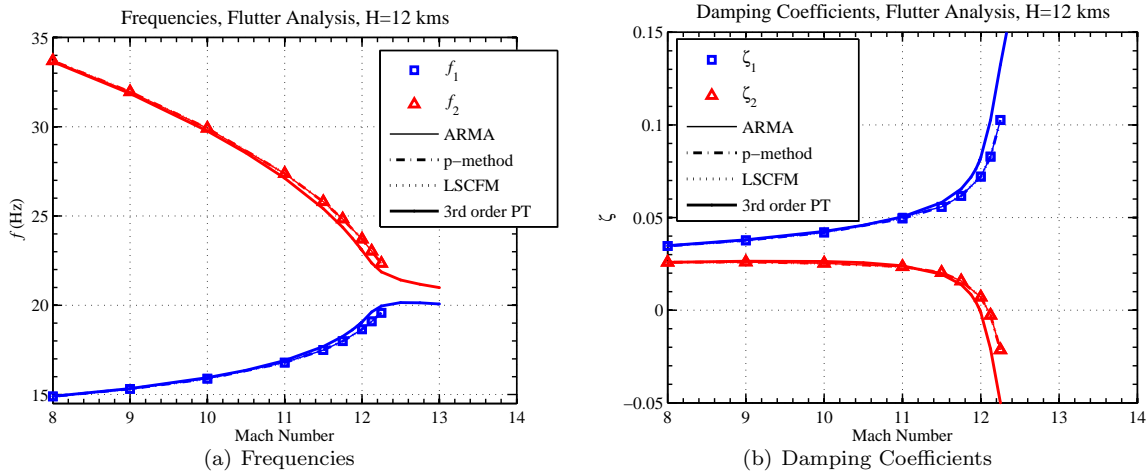 Frequencies, Flutter Analysis, H=12 kms
35
30
25
20
15
f (Hz)
8 9 10 11 12 13 14
Mach Number
f1
f2
ARMA
p-method
LSCFM
3rd order PT
(a) Frequencies
Damping Coefficients, Flutter Analysis, H=12 kms
0.15
0.1
0.05
0
−0.05
ζ
8 9 10 11 12 13 14
Mach Number
ζ1
ζ2
ARMA
p−method
LSCFM
3rd order PT
(b) Damping Coefficients